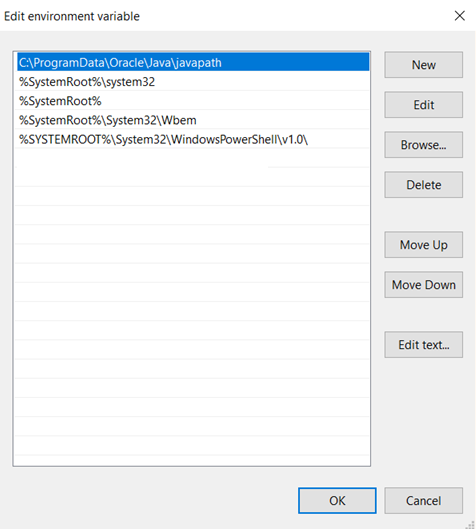 Edit environment variable
C:\ProgramData\Oracle\Java\javapath
%SystemRoot%\system32
%SystemRoot%
%SystemRoot%\System32\Wbem
%SYSTEMROOT%\System32\WindowsPowerShell\v1.0\
New
Edit
Browse...
Delete
Move Up
Move Down
Edit text...
OK
Cancel